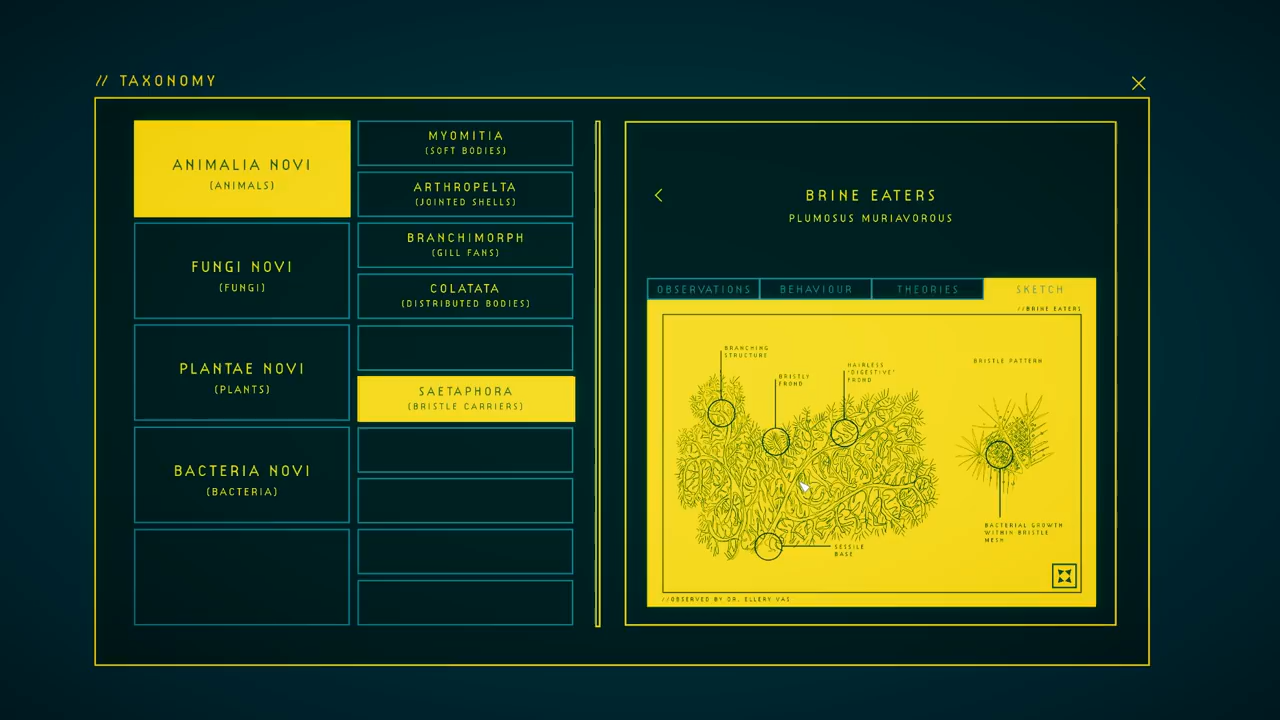 // TAXONOMY
ANIMALIA NOVI
(ANIMALS)
FUNGI NOVI
(FUNGI)
PLANTAE NOVI
(PLANTS)
BACTERIA NOVI
(BACTERIA)
MYOMITIA
(SOFT BODIES)
ARTHROPELTA
(JOINTED SHELLS)
BRANCHIMORPH
(GILL FANS)
COLATATA
(DISTRIBUTED BODIES)
SAETAPHORA
(BRISTLE CARRIERS)
BRINE EATERS
PLUMOSUS MURIAVOROUS
OBSERVATIONS
BEHAVIOUR
THEORIES
SKETCH
//BRINE EATERS
BRANCHING
STRUCTURE
BRISTLY
FROND
HAIRLESS
'DIGESTIVE'
FROND
BRISTLE PATTERN
SESSILE
BASE
BACTERIAL GROWTH
WITHIN BRISTLE
MESH
//OBSERVED BY DR. ELLERY VAS